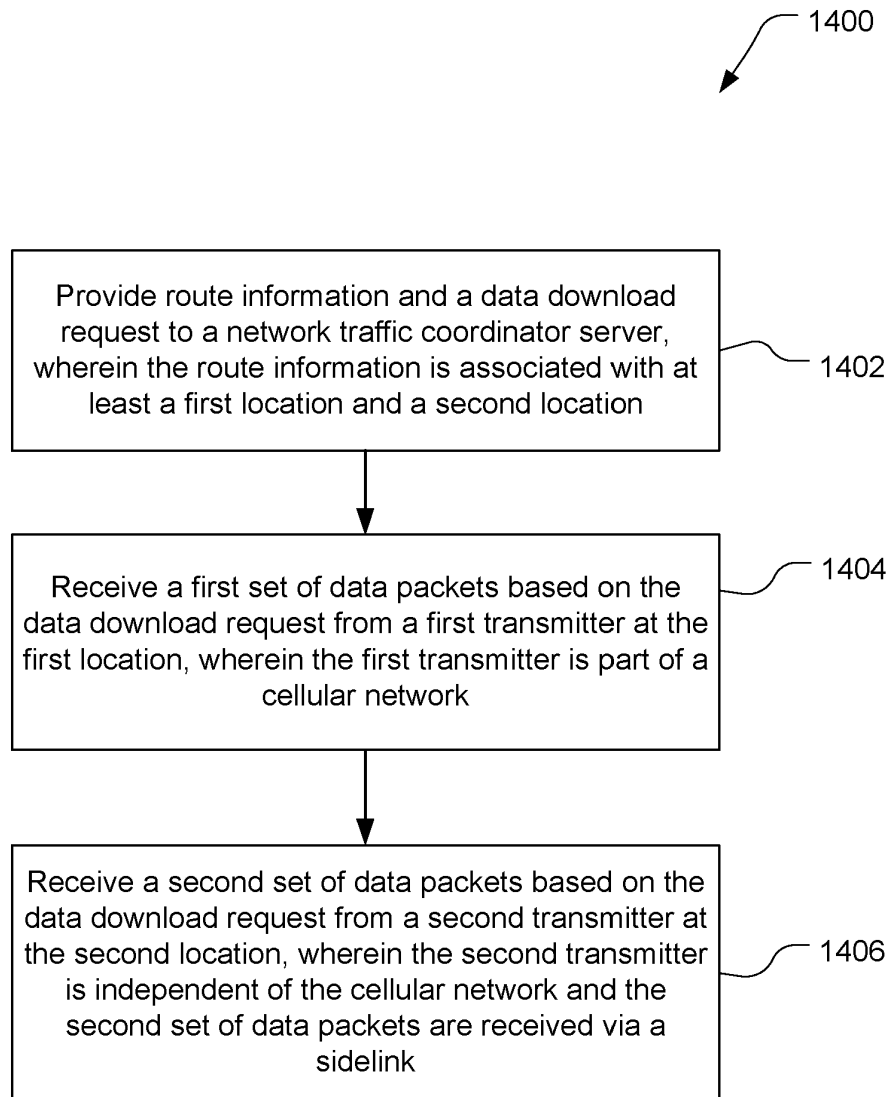 1400
Provide route information and a data download
request to a network traffic coordinator server,
wherein the route information is associated with at
least a first location and a second location
1402
Receive a first set of data packets based on the
data download request from a first transmitter at the
first location, wherein the first transmitter is part of a
cellular network
1404
Receive a second set of data packets based on the
data download request from a second transmitter at
the second location, wherein the second transmitter
is independent of the cellular network and the
second set of data packets are received via a
sidelink
1406